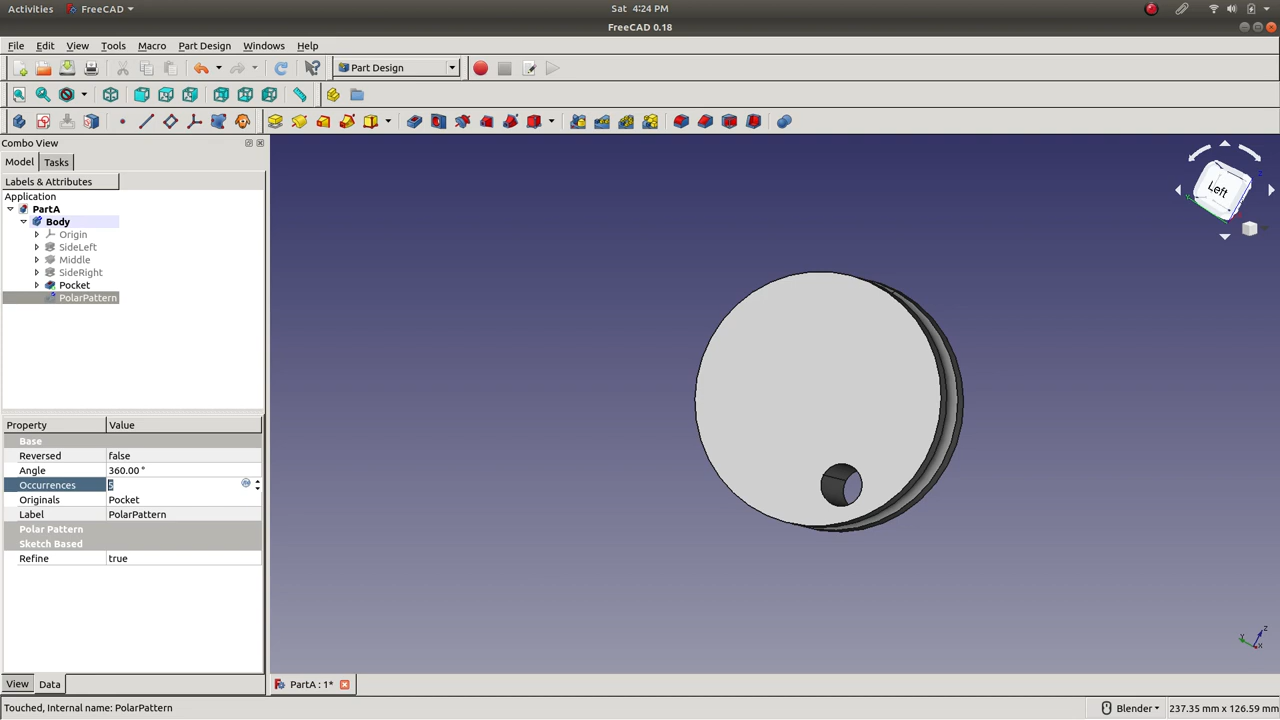 Activities FreeCAD Sat 4:24 PM
FreeCAD 0.18
File Edit View Tools Macro Part Design Windows Help
Part Design
Combo View
Model Tasks
Labels & Attributes
Application
PartA
Body
Origin
SideLeft
Middle
SideRight
Pocket
PolarPattern
Left
Property Value
Base
Reversed false
Angle 360.00 °
Occurrences 5
Originals Pocket
Label PolarPattern
Polar Pattern
Sketch Based
Refine true
View Data
PartA : 1*
Touched, Internal name: PolarPattern
Blender 237.35 mm x 126.59 mm